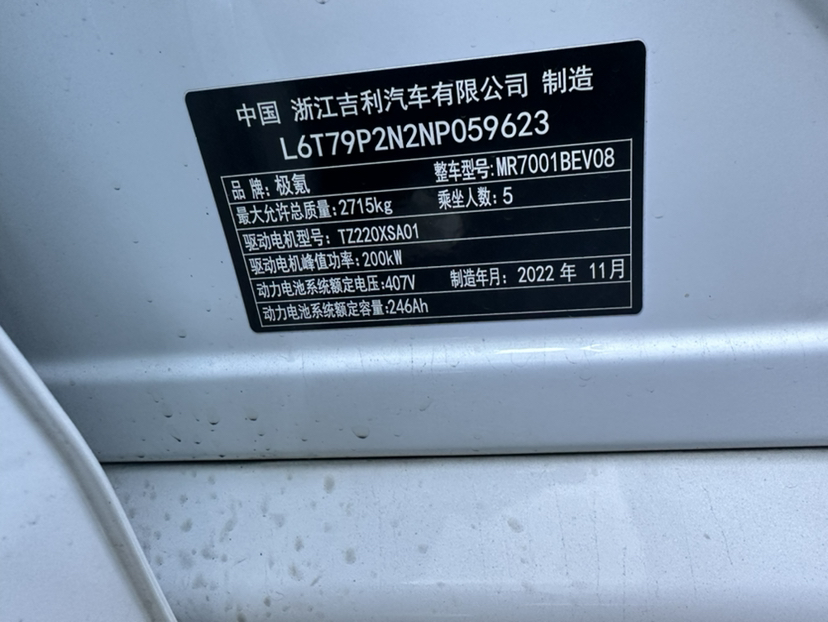 中国 浙江吉利汽车有限公司 制造
L6T79P2N2NP059623
品牌:极氪 整车型号:MR7001BEV08
最大允许总质量:2715kg 乘坐人数:5
驱动电机型号: TZ220XSA01
驱动电机峰值功率:200kW
动力电池系统额定电压:407V 制造年月: 2022 年 11月
动力电池系统额定容量:246Ah